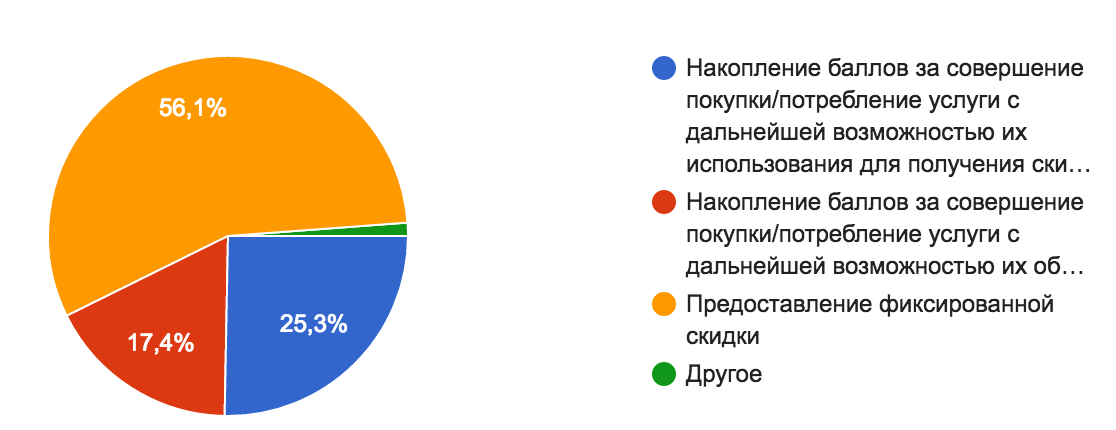 56,1%
17,4%
25,3%
Накопление баллов за совершение
покупки/потребление услуги с
дальнейшей возможностью их
использования для получения ски…
Накопление баллов за совершение
покупки/потребление услуги с
дальнейшей возможностью их об…
Предоставление фиксированной
скидки
Другое